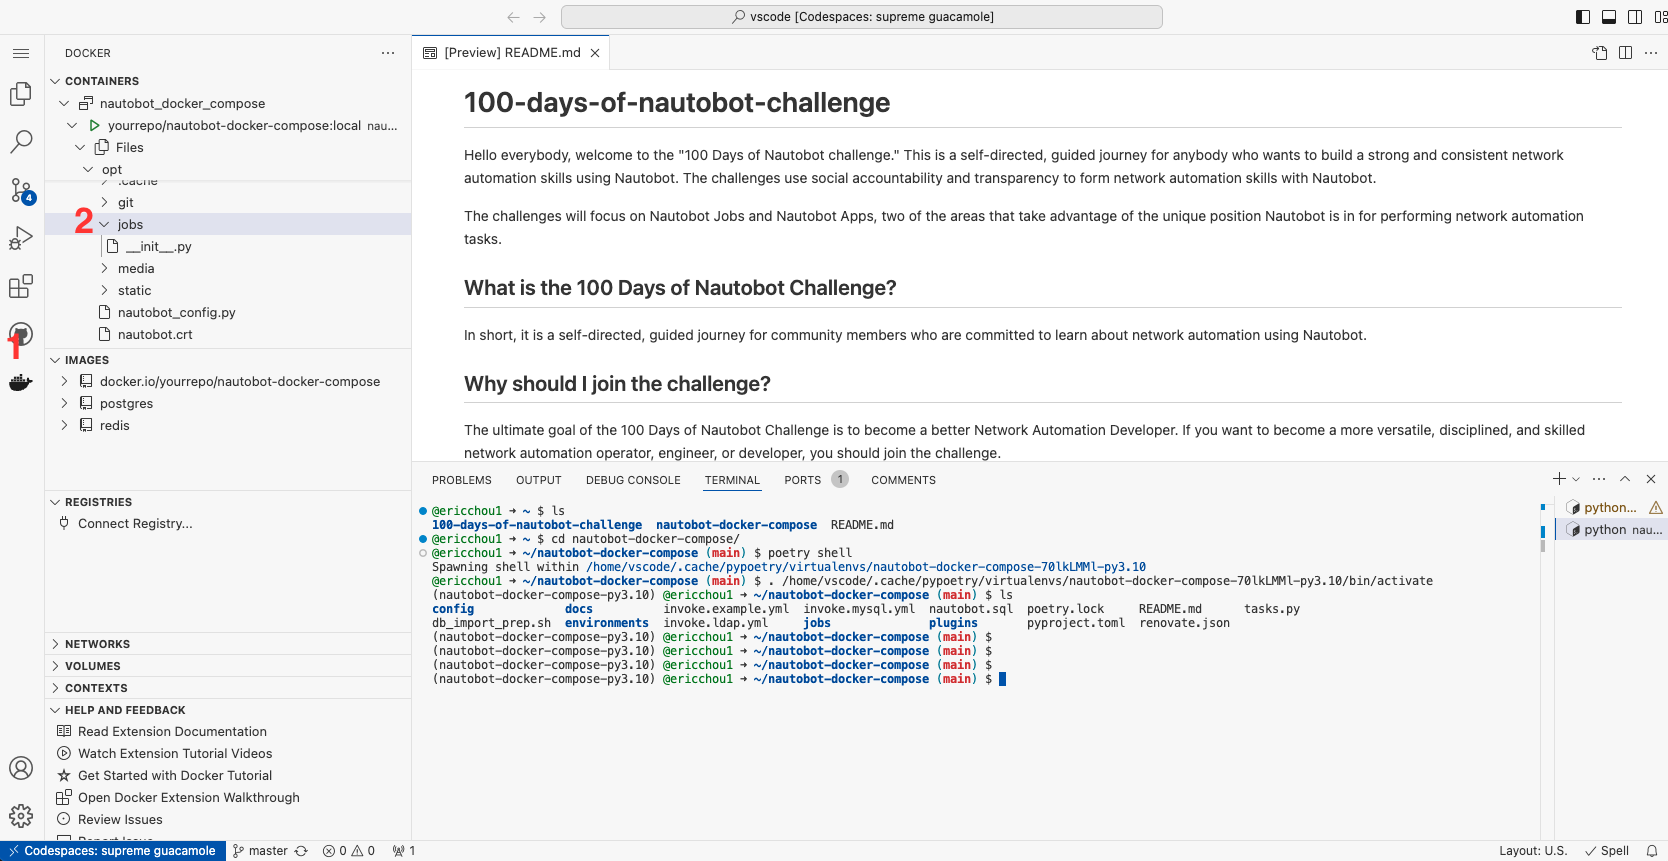 vscode [Codespaces: supreme guacamole]
DOCKER
CONTAINERS
nautobot_docker_compose
yourrepo/nautobot-docker-compose:local nau...
Files
opt
.cache
git
2
jobs
__init__.py
media
static
nautobot_config.py
nautobot.crt
1
IMAGES
docker.io/yourrepo/nautobot-docker-compose
postgres
redis
REGISTRIES
Connect Registry...
NETWORKS
VOLUMES
CONTEXTS
HELP AND FEEDBACK
Read Extension Documentation
Watch Extension Tutorial Videos
Get Started with Docker Tutorial
Open Docker Extension Walkthrough
Review Issues
Report Issue
4
[Preview] README.md
100-days-of-nautobot-challenge
Hello everybody, welcome to the "100 Days of Nautobot challenge." This is a self-directed, guided journey for anybody who wants to build a strong and consistent network
automation skills using Nautobot. The challenges use social accountability and transparency to form network automation skills with Nautobot.
The challenges will focus on Nautobot Jobs and Nautobot Apps, two of the areas that take advantage of the unique position Nautobot is in for performing network automation
tasks.
What is the 100 Days of Nautobot Challenge?
In short, it is a self-directed, guided journey for community members who are committed to learn about network automation using Nautobot.
Why should I join the challenge?
The ultimate goal of the 100 Days of Nautobot Challenge is to become a better Network Automation Developer. If you want to become a more versatile, disciplined, and skilled
network automation operator, engineer, or developer, you should join the challenge.
PROBLEMS OUTPUT DEBUG CONSOLE TERMINAL PORTS 1 COMMENTS
@ericchou1 ➜ ~ $ ls
100-days-of-nautobot-challenge nautobot-docker-compose README.md
@ericchou1 ➜ ~ $ cd nautobot-docker-compose/
@ericchou1 ➜ ~/nautobot-docker-compose (main) $ poetry shell
Spawning shell within /home/vscode/.cache/pypoetry/virtualenvs/nautobot-docker-compose-70lkLMMl-py3.10
@ericchou1 ➜ ~/nautobot-docker-compose (main) $ . /home/vscode/.cache/pypoetry/virtualenvs/nautobot-docker-compose-70lkLMMl-py3.10/bin/activate
(nautobot-docker-compose-py3.10) @ericchou1 ➜ ~/nautobot-docker-compose (main) $ ls
config docs invoke.example.yml invoke.mysql.yml nautobot.sql poetry.lock README.md tasks.py
db_import_prep.sh environments invoke.ldap.yml jobs plugins pyproject.toml renovate.json
(nautobot-docker-compose-py3.10) @ericchou1 ➜ ~/nautobot-docker-compose (main) $
(nautobot-docker-compose-py3.10) @ericchou1 ➜ ~/nautobot-docker-compose (main) $
(nautobot-docker-compose-py3.10) @ericchou1 ➜ ~/nautobot-docker-compose (main) $
(nautobot-docker-compose-py3.10) @ericchou1 ➜ ~/nautobot-docker-compose (main) $
python...
python nau...
Codespaces: supreme guacamole master 0 0 1 Layout: U.S. Spell